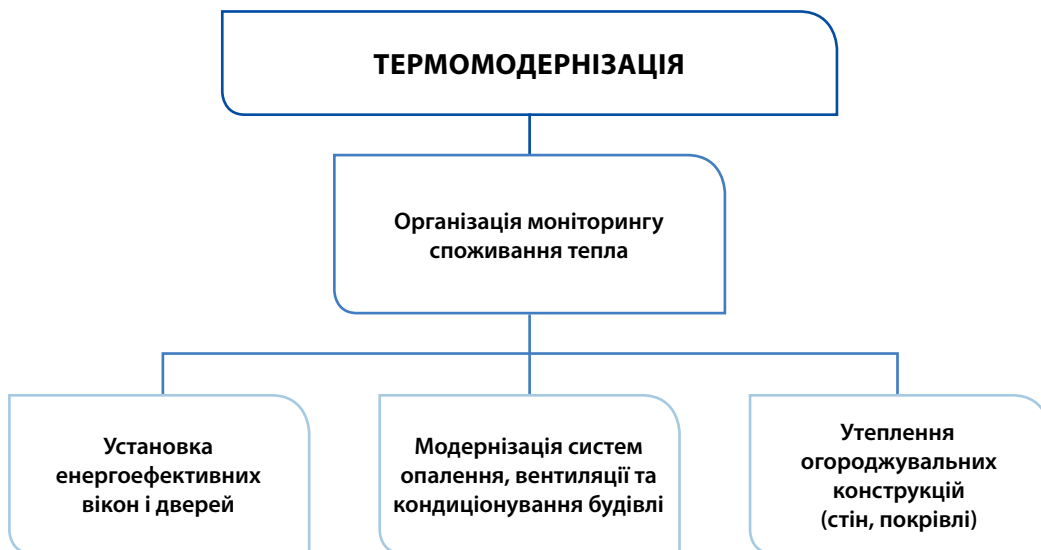 ТЕРМОМОДЕРНІЗАЦІЯ
Організація моніторингу
споживання тепла
Установка
енергоефективних
вікон і дверей
Модернізація систем
опалення, вентиляції та
кондиціонування будівлі
Утеплення
огороджувальних
конструкцій
(стін, покрівлі)